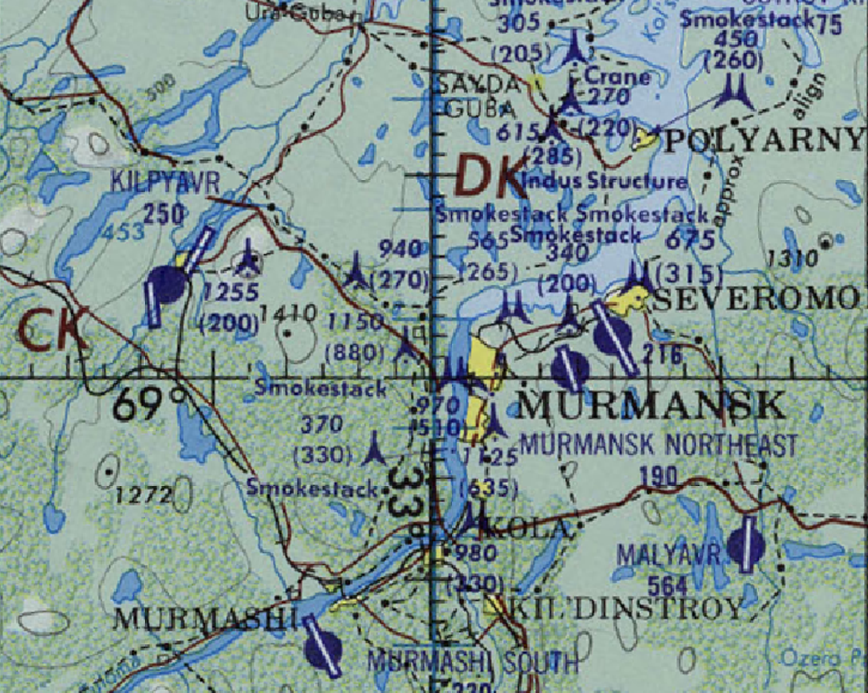 Ura-Guba
305
(205)
Smokestack
75
450
(260)
SAYDA
GUBA
Crane
270
(220)
615
(285)
align
500
POLYARNY
KILPYAVR
250
453
DK
Indus Structure
approx
Smokestack Smokestack
565
Smokestack
675
(265)
340
(200)
(315)
1310
940
(270)
1255
(200)
1410
1150
(880)
CK
SEVEROMO
216
Smokestack
69°
970
(510)
MURMANSK
370
(330)
1125
(635)
MURMANSK NORTHEAST
190
1272
Smokestack
33°
KOLA
980
(330)
MALYAVR
564
MURMASHI
KIL'DINSTROY
MURMASHI SOUTH
Ozero